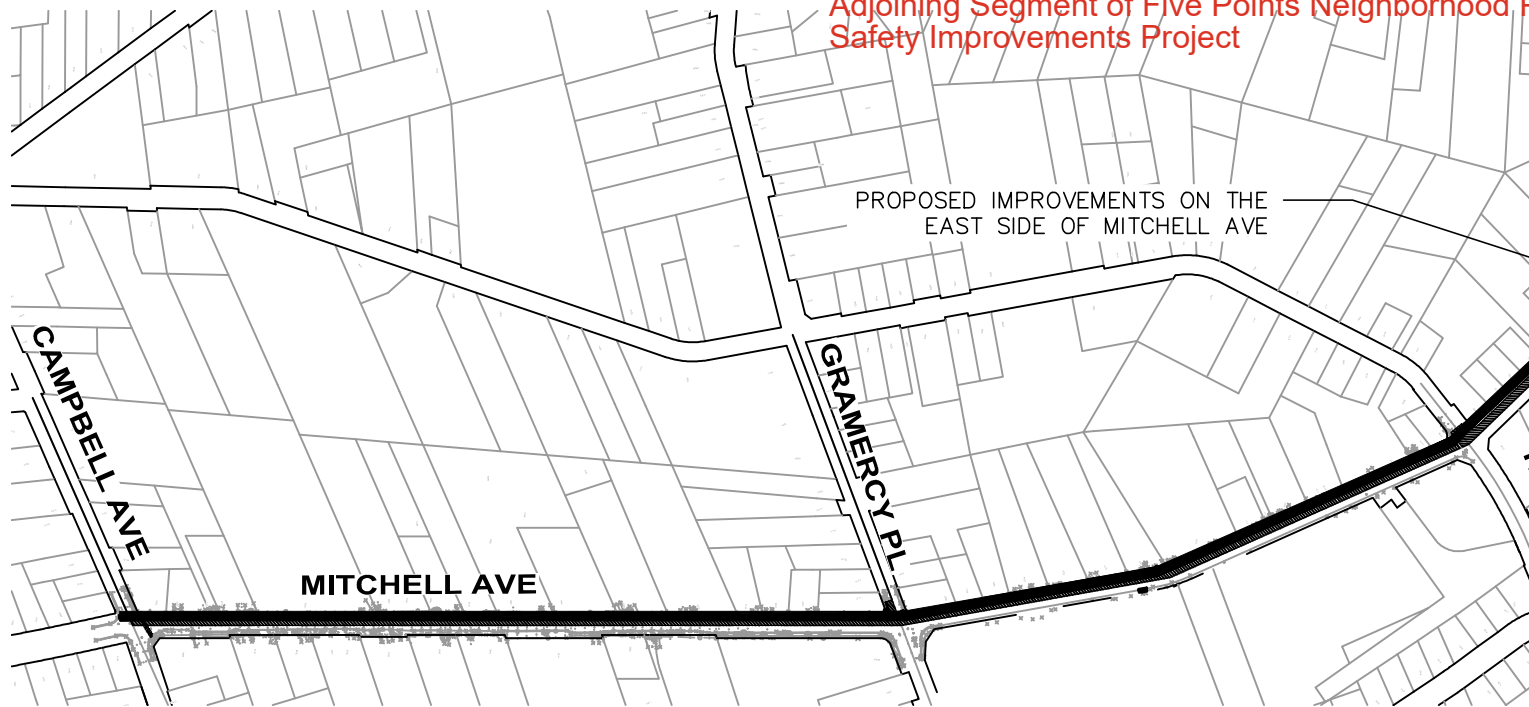 Adjoining Segment of Five Points Neighborhood
Safety Improvements Project
PROPOSED IMPROVEMENTS ON THE
EAST SIDE OF MITCHELL AVE
CAMPBELL AVE
GRAMERCY PL
MITCHELL AVE